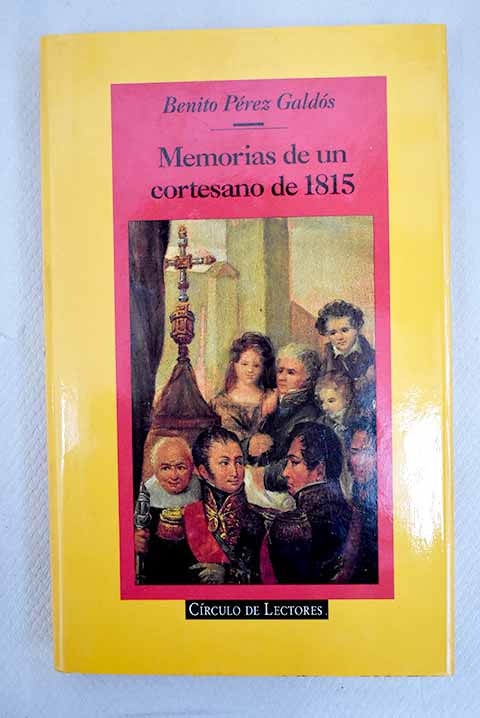 Benito Pérez Galdós
Memorias de un
cortesano de 1815
CÍRCULO DE LECTORES